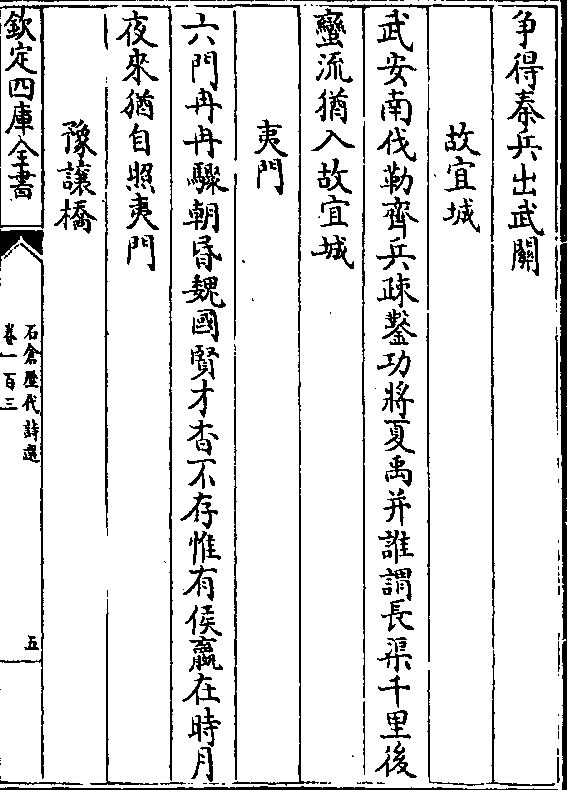 争得秦兵出武關
故宜城
武安南伐勒齊兵疎鑿功將夏禹并誰謂長渠千里後
蠻流猶入故宜城
夷門
六門冉冉驟朝昏魏國賢才杳不存惟有侯嬴在時月
夜來猶自照夷門
豫讓橋
欽定四庫全書
石倉歷代詩選
卷一百三
五